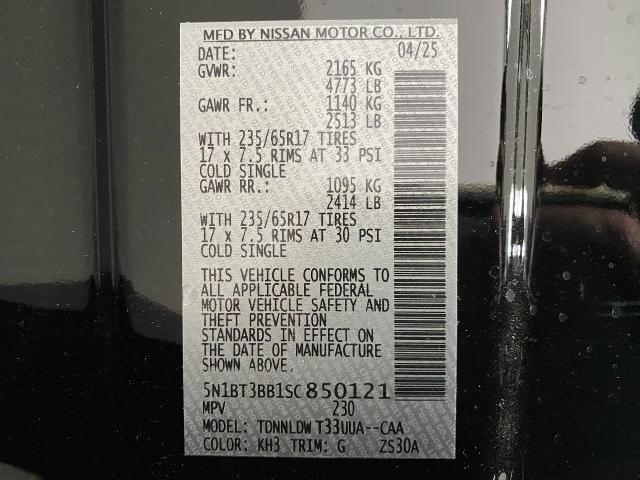 MFD BY NISSAN MOTOR CO., LTD.
DATE: 04/25
GVWR: 2165 KG
4773 LB
GAWR FR.: 1140 KG
2513 LB
WITH 235/65R17 TIRES
17 x 7.5 RIMS AT 33 PSI
COLD SINGLE
GAWR RR.: 1095 KG
2414 LB
WITH 235/65R17 TIRES
17 x 7.5 RIMS AT 30 PSI
COLD SINGLE
THIS VEHICLE CONFORMS TO
ALL APPLICABLE FEDERAL
MOTOR VEHICLE SAFETY AND
THEFT PREVENTION
STANDARDS IN EFFECT ON
THE DATE OF MANUFACTURE
SHOWN ABOVE.
5N1BT3BB1SC850121
MPV 230
MODEL: TDNNLDW T33UUA--CAA
COLOR: KH3 TRIM: G ZS30A